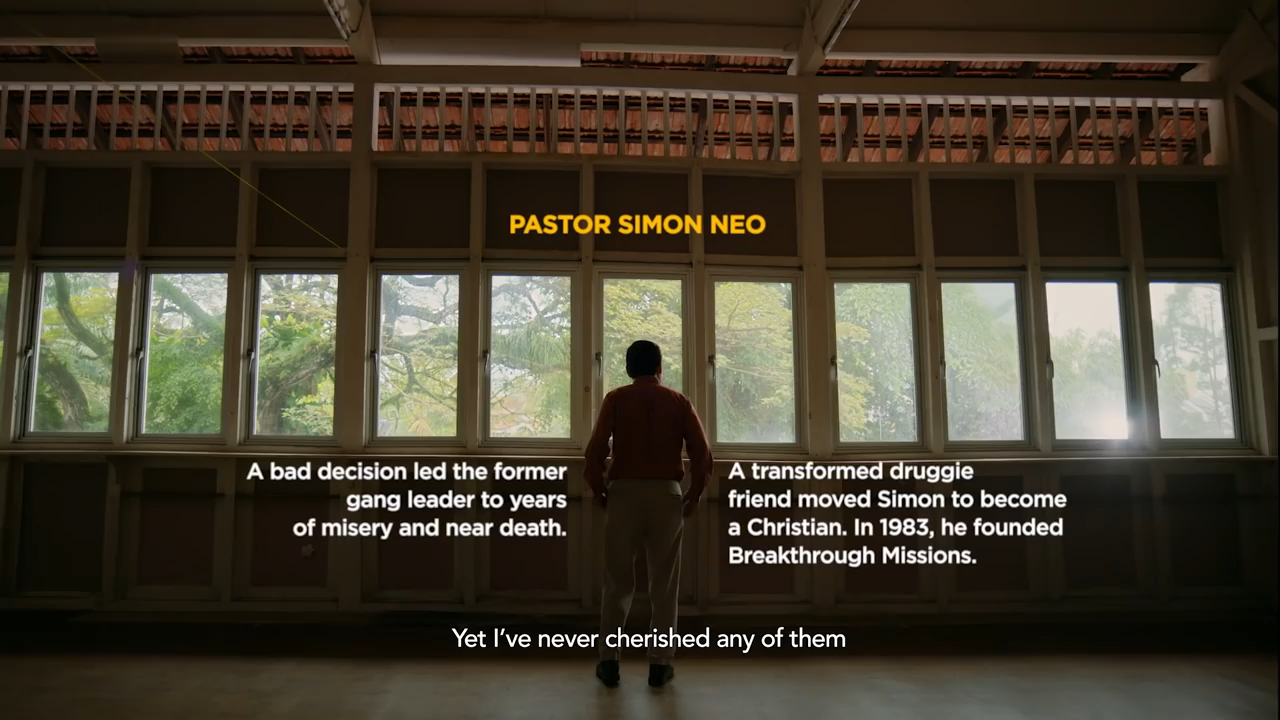 PASTOR SIMON NEO
A bad decision led the former
gang leader to years
of misery and near death.
A transformed druggie
friend moved Simon to become
a Christian. In 1983, he founded
Breakthrough Missions.
Yet I've never cherished any of them